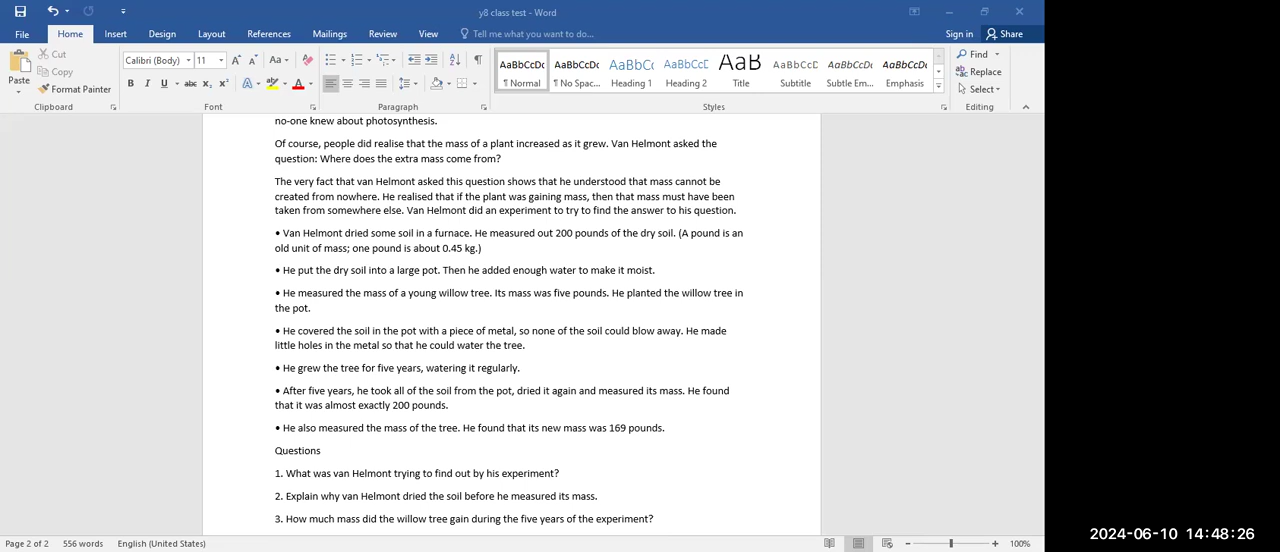 y8 class test - Word
File Home Insert Design Layout References Mailings Review View Tell me what you want to do... Sign in Share
Paste
Cut
Copy
Format Painter
Clipboard
Calibri (Body) 11
Font
Paragraph
AaBbCcDc AaBbCcDc AaBbCc AaBbCcC AaB AaBbCcC AaBbCcDc AaBbCcDc
¶ Normal ¶ No Spac... Heading 1 Heading 2 Title Subtitle Subtle Em... Emphasis
Styles
Find
Replace
Select
Editing
no-one knew about photosynthesis.
Of course, people did realise that the mass of a plant increased as it grew. Van Helmont asked the
question: Where does the extra mass come from?
The very fact that van Helmont asked this question shows that he understood that mass cannot be
created from nowhere. He realised that if the plant was gaining mass, then that mass must have been
taken from somewhere else. Van Helmont did an experiment to try to find the answer to his question.
• Van Helmont dried some soil in a furnace. He measured out 200 pounds of the dry soil. (A pound is an
old unit of mass; one pound is about 0.45 kg.)
• He put the dry soil into a large pot. Then he added enough water to make it moist.
• He measured the mass of a young willow tree. Its mass was five pounds. He planted the willow tree in
the pot.
• He covered the soil in the pot with a piece of metal, so none of the soil could blow away. He made
little holes in the metal so that he could water the tree.
• He grew the tree for five years, watering it regularly.
• After five years, he took all of the soil from the pot, dried it again and measured its mass. He found
that it was almost exactly 200 pounds.
• He also measured the mass of the tree. He found that its new mass was 169 pounds.
Questions
1. What was van Helmont trying to find out by his experiment?
2. Explain why van Helmont dried the soil before he measured its mass.
3. How much mass did the willow tree gain during the five years of the experiment?
Page 2 of 2 556 words English (United States) 100%
2024-06-10 14:48:26